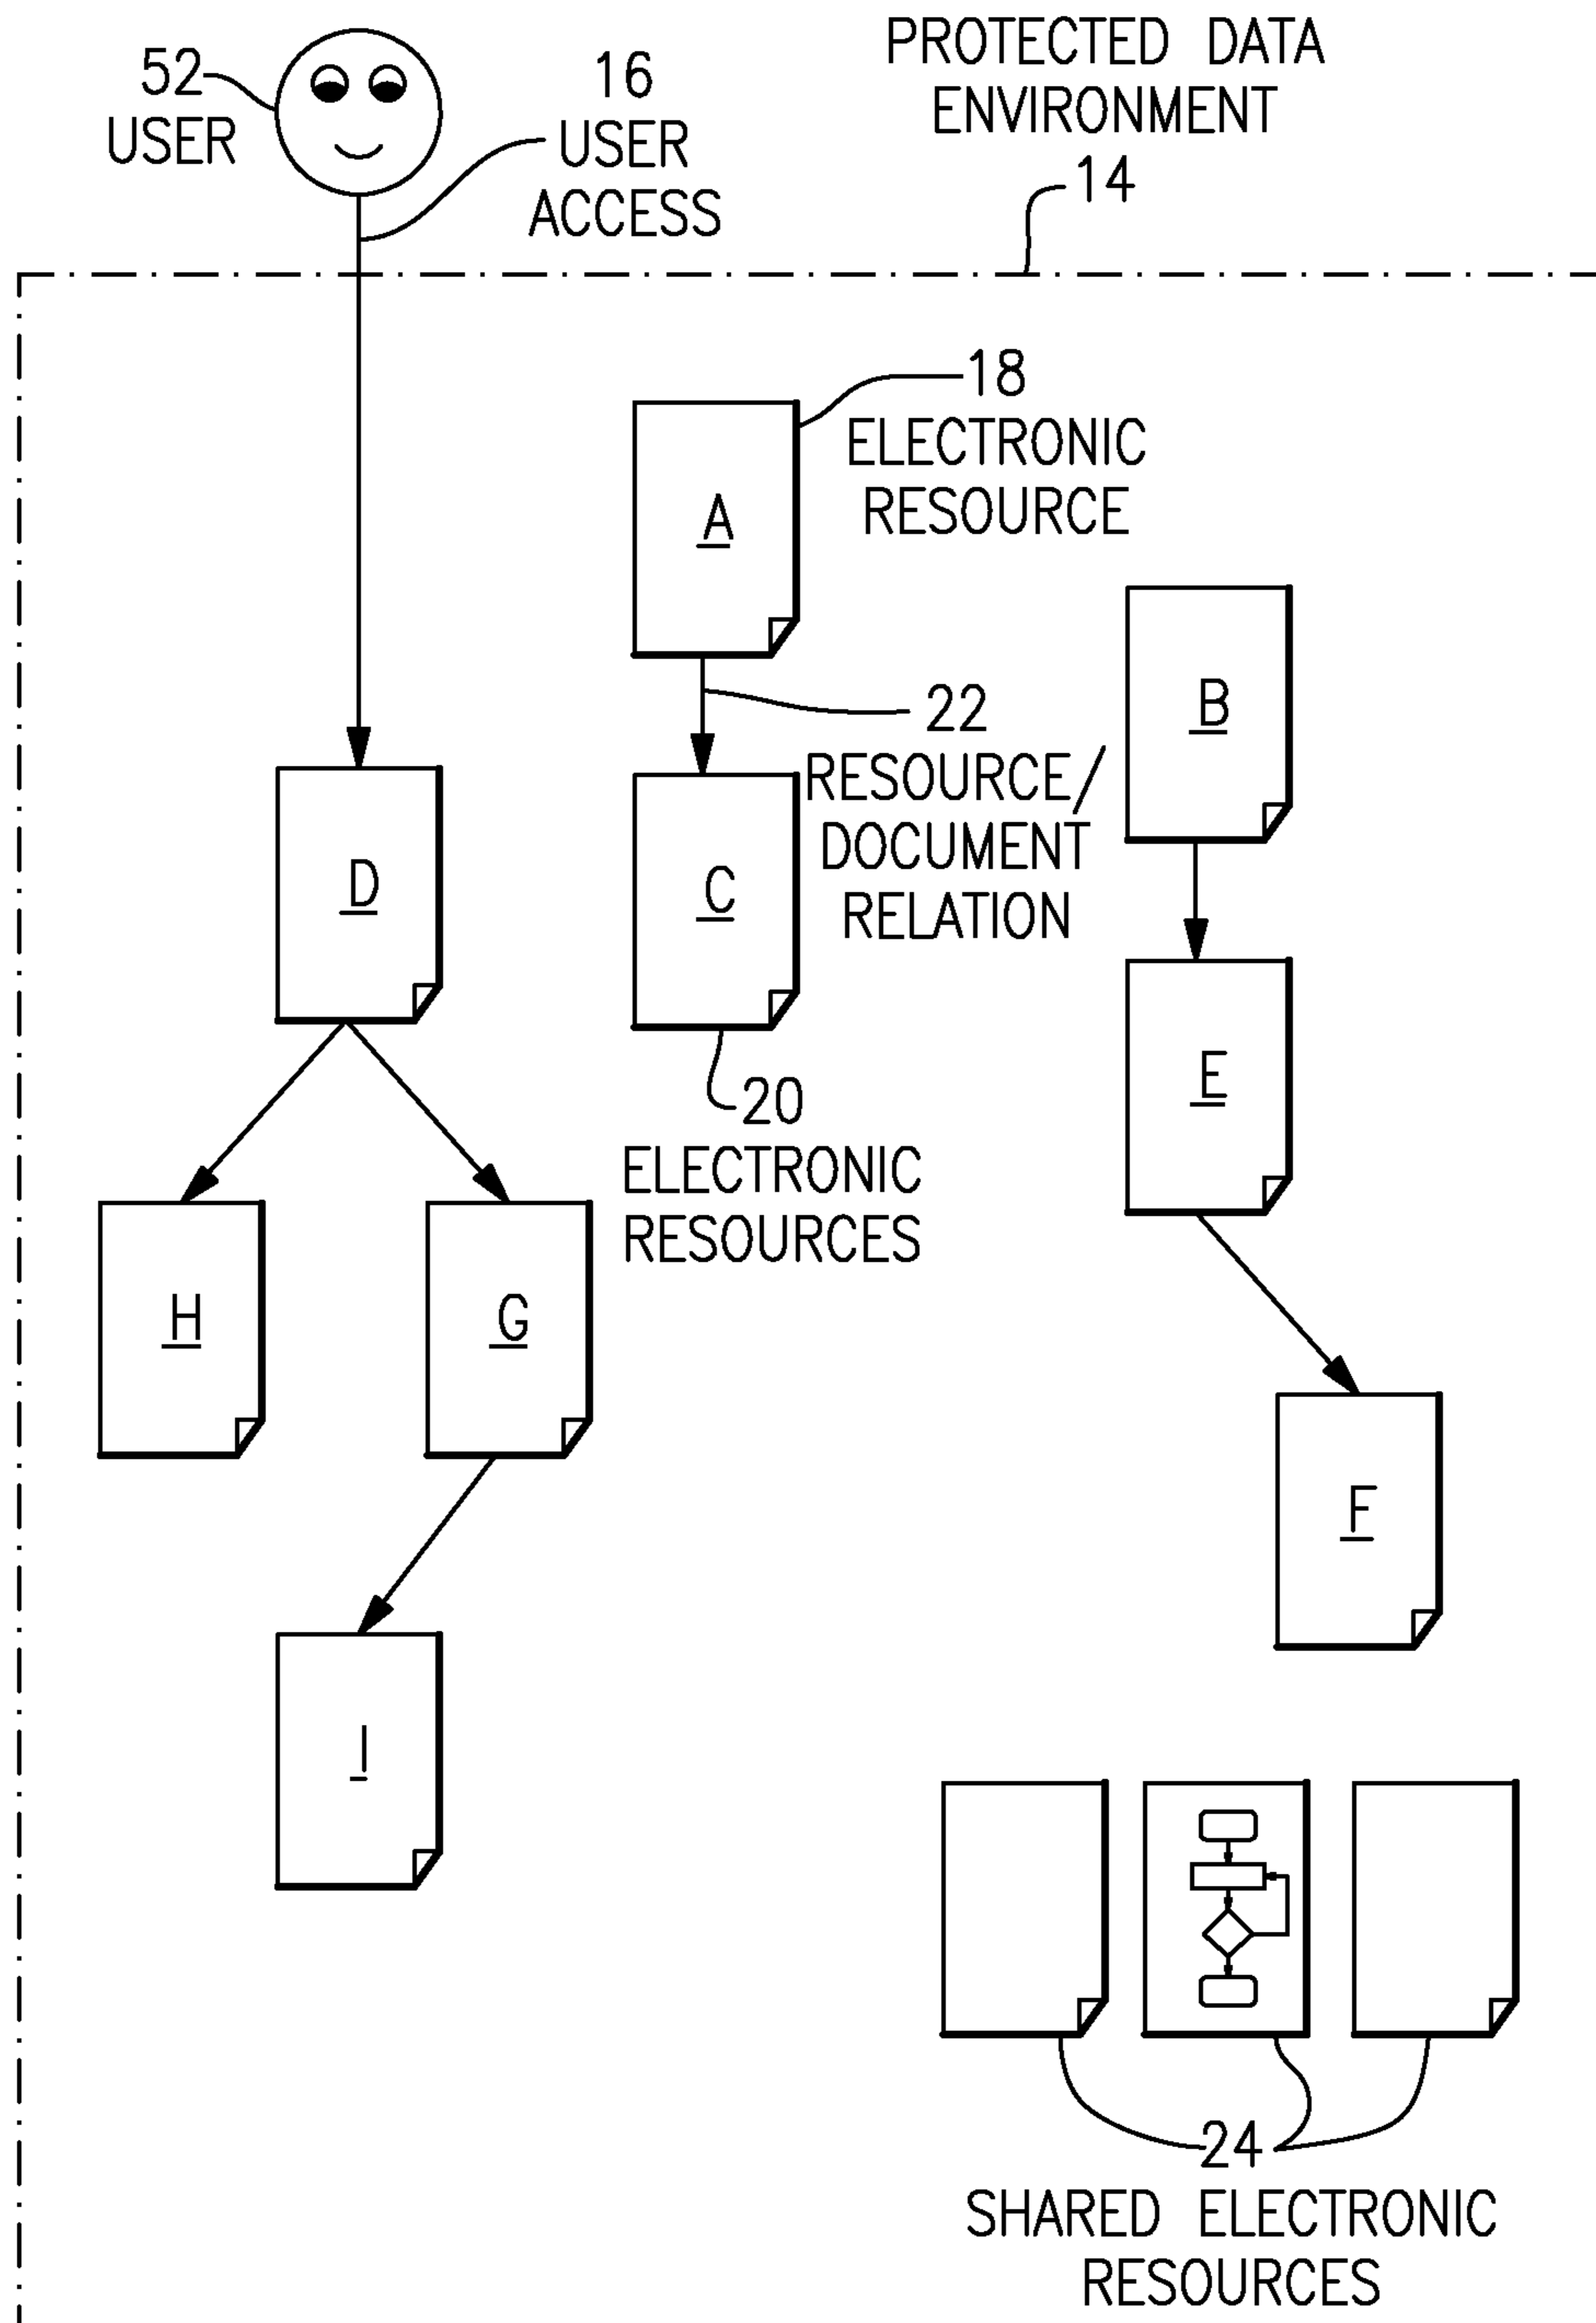 52
USER
16
USER
ACCESS
PROTECTED DATA
ENVIRONMENT
14
18
ELECTRONIC
RESOURCE
A
22
RESOURCE/
DOCUMENT
RELATION
B
D
C
E
20
ELECTRONIC
RESOURCES
H
G
F
I
24
SHARED ELECTRONIC
RESOURCES